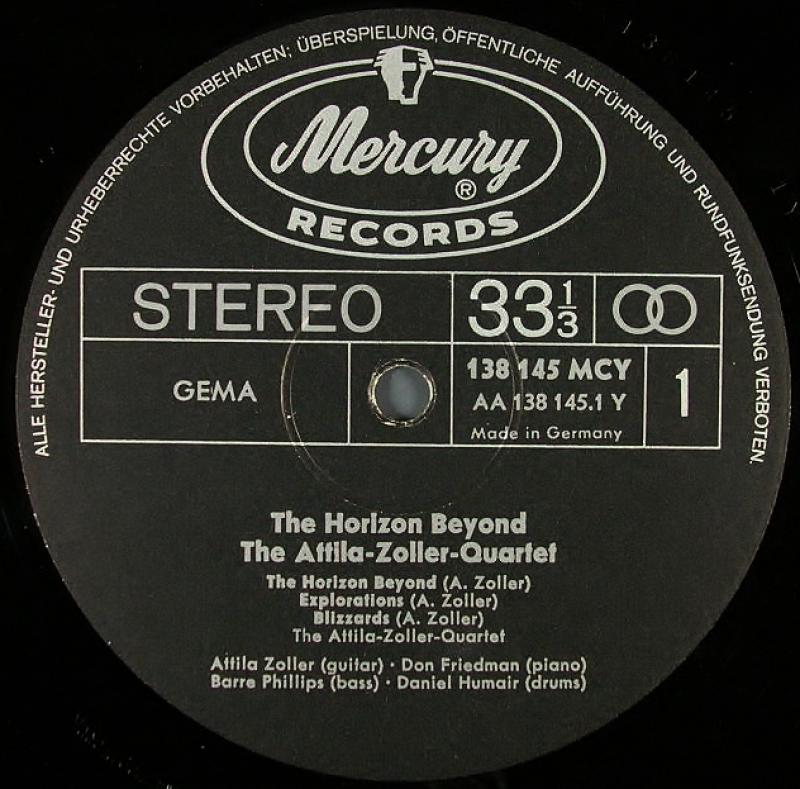 ALLE HERSTELLER- UND URHEBERRECHTE VORBEHALTEN; ÜBERSPIELUNG, ÖFFENTLICHE AUFFÜHRUNG UND RUNDFUNKSENDUNG VERBOTEN.
Mercury ®
RECORDS
STEREO 33 1/3
GEMA 138 145 MCY 1
AA 138 145.1 Y
Made in Germany
The Horizon Beyond
The Attila-Zoller-Quartet
The Horizon Beyond (A. Zoller)
Explorations (A. Zoller)
Blizzards (A. Zoller)
The Attila-Zoller-Quartet
Attila Zoller (guitar) · Don Friedman (piano)
Barre Phillips (bass) · Daniel Humair (drums)